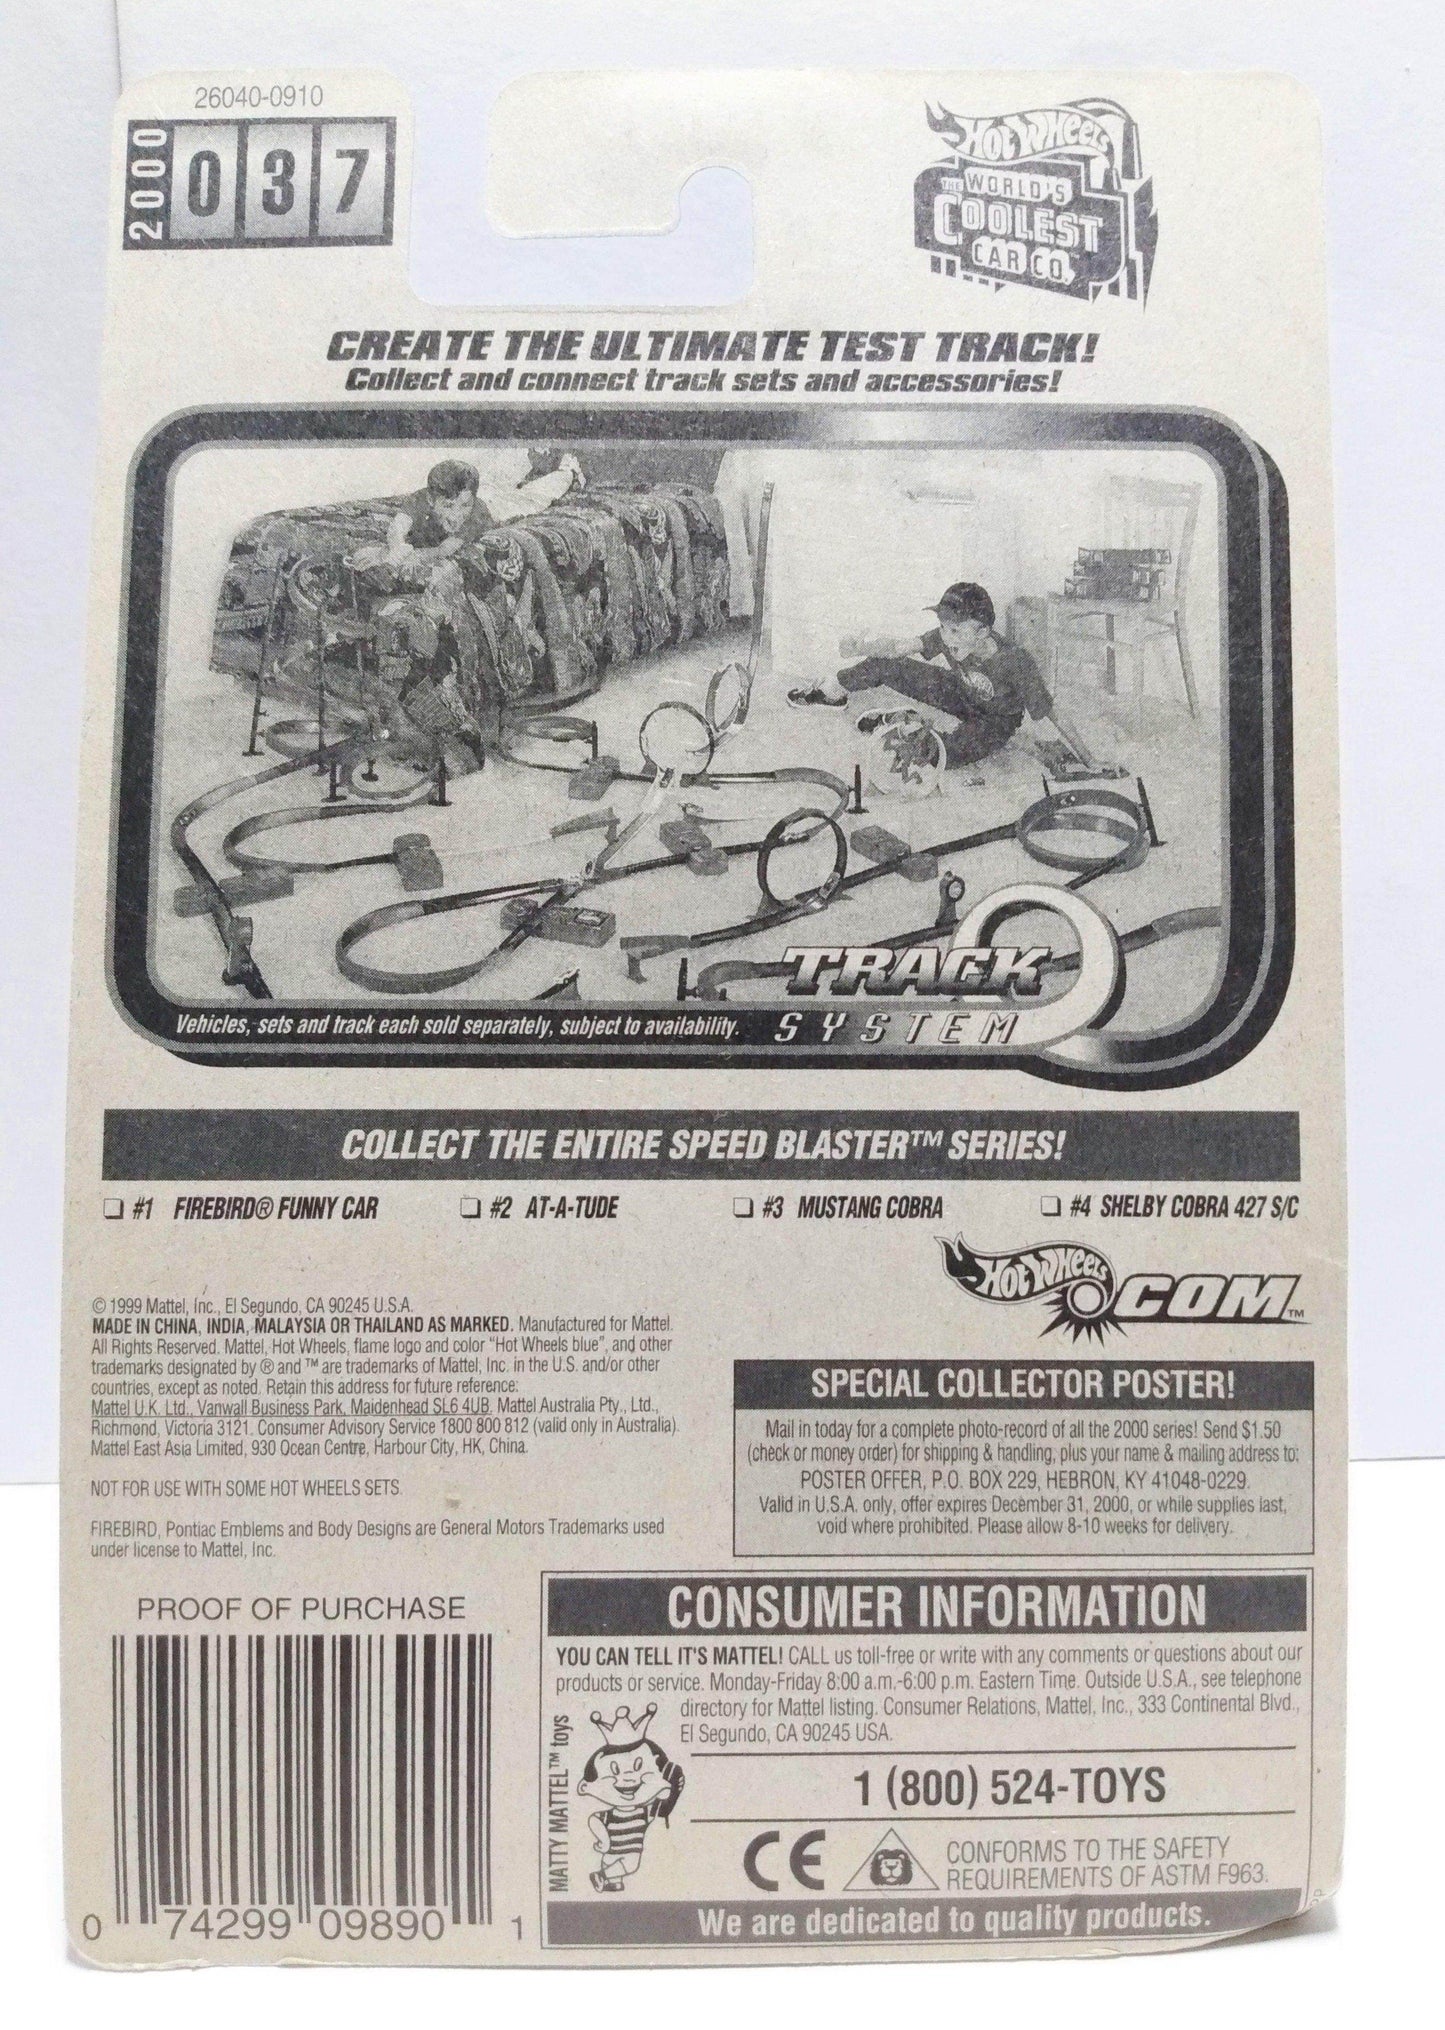 26040-0910
2000
037
HOT WHEELS
THE WORLD'S
COOLEST
CAR CO.
CREATE THE ULTIMATE TEST TRACK!
Collect and connect track sets and accessories!
Vehicles, sets and track each sold separately, subject to availability.
TRACK
SYSTEM
COLLECT THE ENTIRE SPEED BLASTER™ SERIES!
❏ #1 FIREBIRD® FUNNY CAR ❏ #2 AT-A-TUDE ❏ #3 MUSTANG COBRA ❏ #4 SHELBY COBRA 427 S/C
HOT WHEELS.COM™
© 1999 Mattel, Inc., El Segundo, CA 90245 U.S.A.
MADE IN CHINA, INDIA, MALAYSIA OR THAILAND AS MARKED. Manufactured for Mattel.
All Rights Reserved. Mattel, Hot Wheels, flame logo and color "Hot Wheels blue", and other
trademarks designated by ® and ™ are trademarks of Mattel, Inc. in the U.S. and/or other
countries, except as noted. Retain this address for future reference:
Mattel U.K. Ltd., Vanwall Business Park, Maidenhead SL6 4UB. Mattel Australia Pty., Ltd.,
Richmond, Victoria 3121. Consumer Advisory Service 1800 800 812 (valid only in Australia).
Mattel East Asia Limited, 930 Ocean Centre, Harbour City, HK, China.
NOT FOR USE WITH SOME HOT WHEELS SETS.
FIREBIRD, Pontiac Emblems and Body Designs are General Motors Trademarks used
under license to Mattel, Inc.
SPECIAL COLLECTOR POSTER!
Mail in today for a complete photo-record of all the 2000 series! Send $1.50
(check or money order) for shipping & handling, plus your name & mailing address to:
POSTER OFFER, P.O. BOX 229, HEBRON, KY 41048-0229.
Valid in U.S.A. only, offer expires December 31, 2000, or while supplies last,
void where prohibited. Please allow 8-10 weeks for delivery.
PROOF OF PURCHASE
0 74299 09890 1
CONSUMER INFORMATION
YOU CAN TELL IT'S MATTEL! CALL us toll-free or write with any comments or questions about our
products or service. Monday-Friday 8:00 a.m.-6:00 p.m. Eastern Time. Outside U.S.A., see telephone
directory for Mattel listing. Consumer Relations, Mattel, Inc., 333 Continental Blvd.,
El Segundo, CA 90245 USA.
MATTY MATTEL™ toys
1 (800) 524-TOYS
CE
CONFORMS TO THE SAFETY
REQUIREMENTS OF ASTM F963.
We are dedicated to quality products.